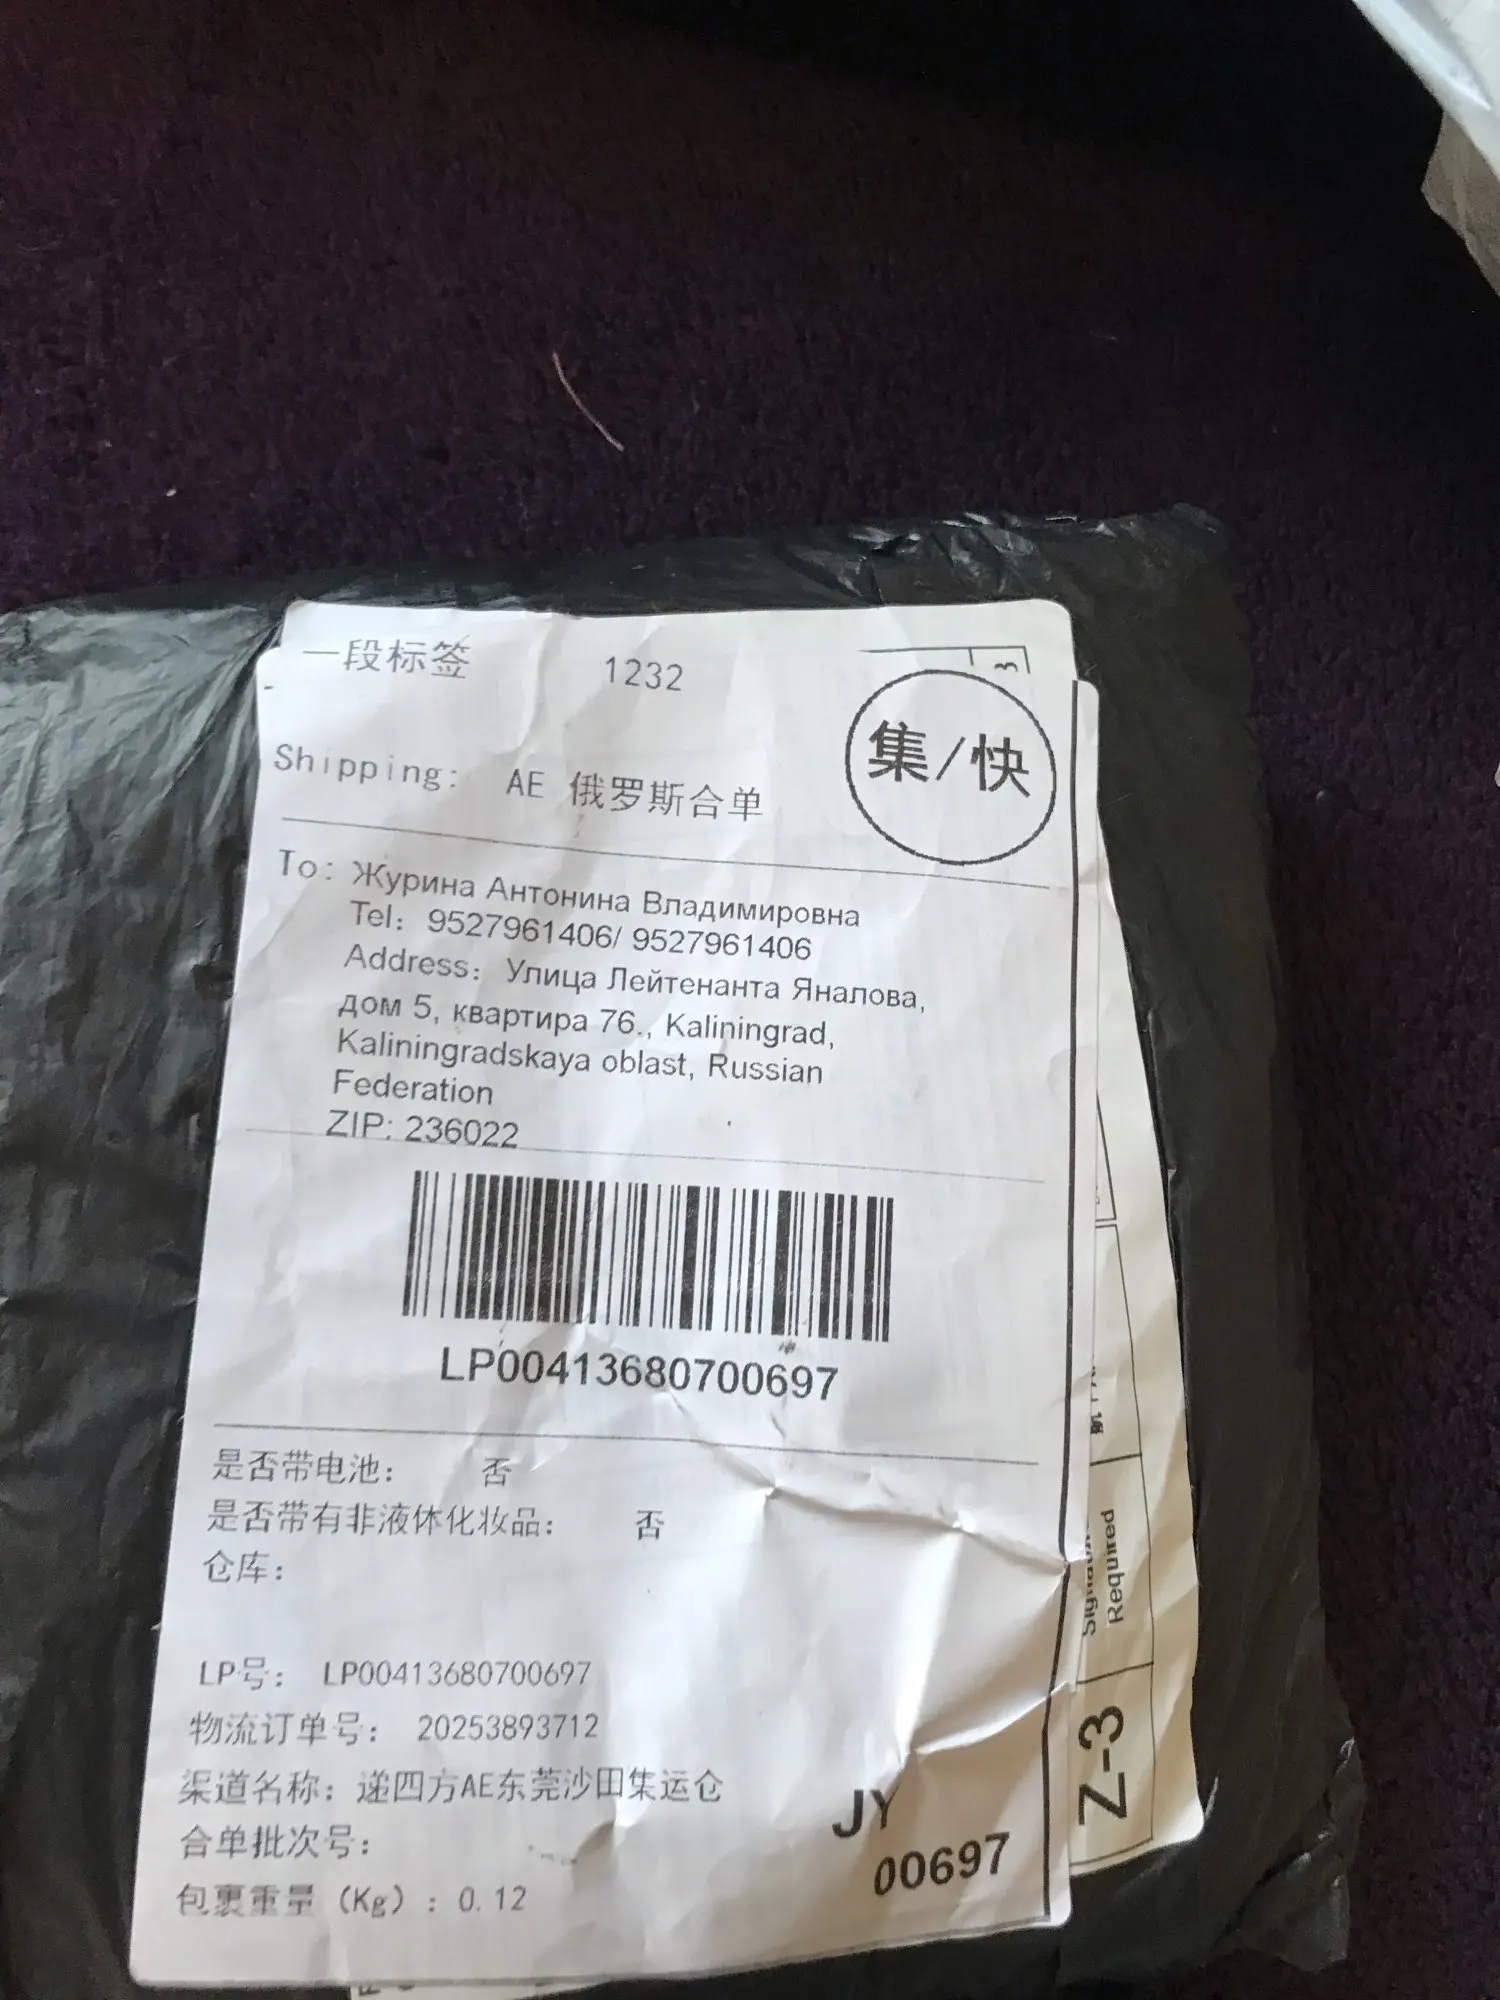 一段标签 1232
集/快
Shipping: AE 俄罗斯合单
To: Журина Антонина Владимировна
Tel: 9527961406/ 9527961406
Address: Улица Лейтенанта Яналова,
дом 5, квартира 76., Kaliningrad,
Kaliningradskaya oblast, Russian
Federation
ZIP: 236022
LP00413680700697
是否带电池: 否
是否带有非液体化妆品: 否
仓库:
LP号: LP00413680700697
物流订单号: 20253893712
渠道名称: 递四方AE东莞沙田集运仓
合单批次号:
包裹重量 (Kg) : 0.12
JY
00697
Required
Z-3